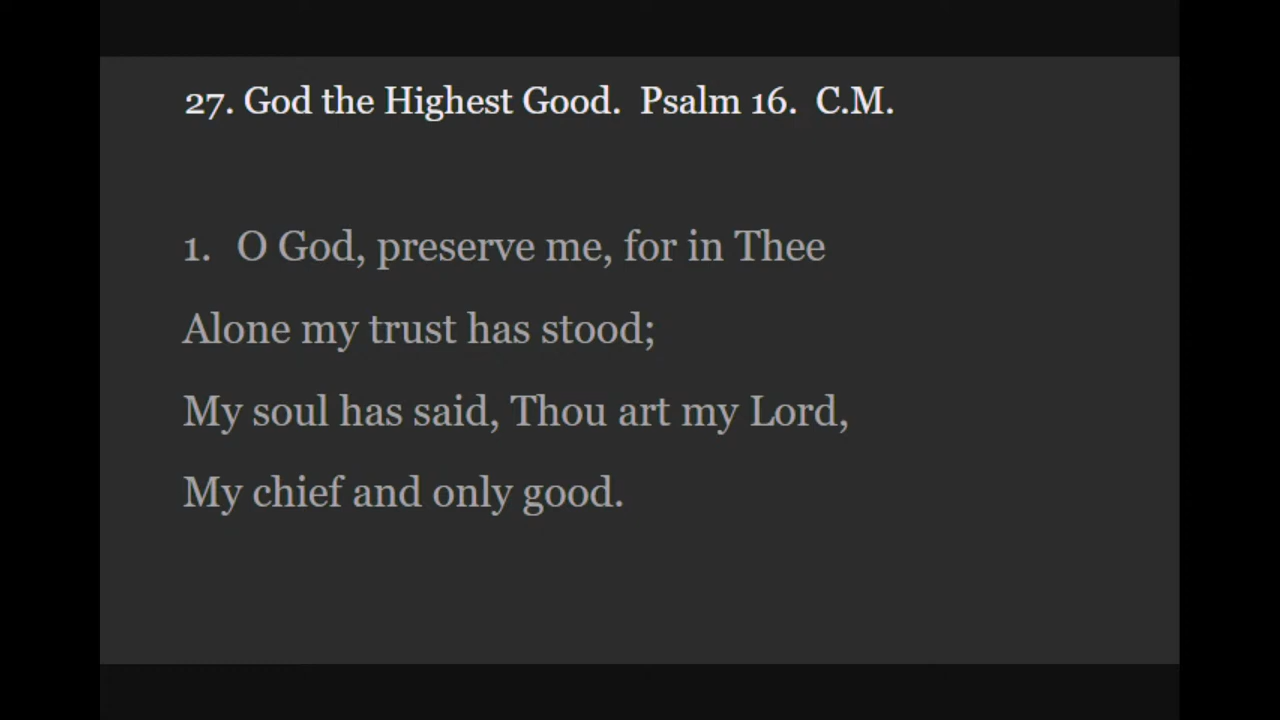 27. God the Highest Good. Psalm 16. C.M.
1. O God, preserve me, for in Thee
Alone my trust has stood;
My soul has said, Thou art my Lord,
My chief and only good.